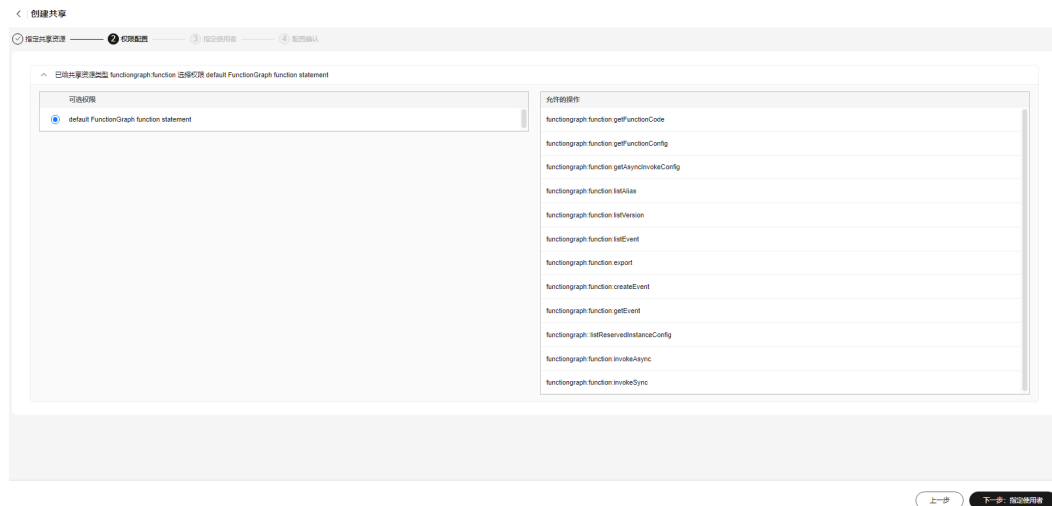 创建共享
指定共享资源 2 权限配置 3 指定使用者 4 配置确认
已给共享资源类型 functiongraph:function 选择权限 default FunctionGraph function statement
可选权限
default FunctionGraph function statement
允许的操作
functiongraph:function:getFunctionCode
functiongraph:function:getFunctionConfig
functiongraph:function:getAsyncInvokeConfig
functiongraph:function:listAlias
functiongraph:function:listVersion
functiongraph:function:listEvent
functiongraph:function:export
functiongraph:function:createEvent
functiongraph:function:getEvent
functiongraph::listReservedInstanceConfig
functiongraph:function:invokeAsync
functiongraph:function:invokeSync
上一步 下一步：指定使用者